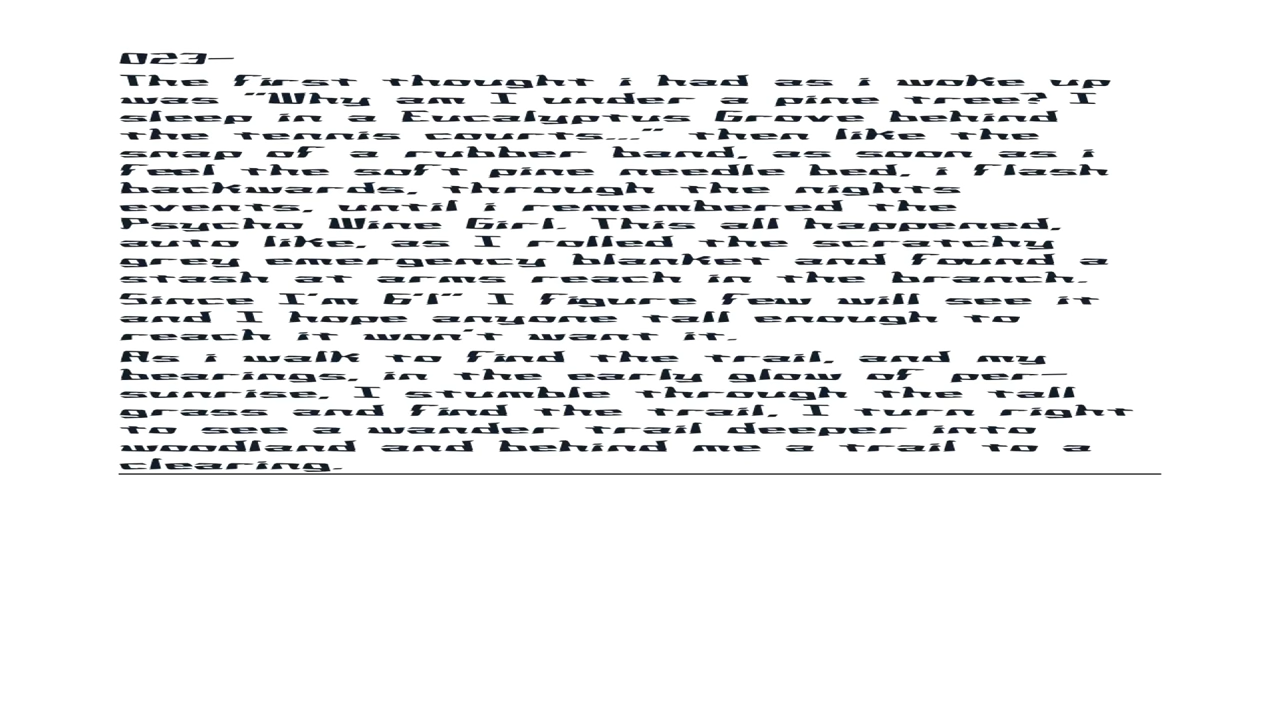 023—
The first thought i had as i woke up
was "Why am I under a pine tree? I
sleep in a Eucalyptus Grove behind
the tennis courts..." then like the
snap of a rubber band, as soon as i
feel the soft pine needle bed, i flash
backwards, through the nights
events, until i remembered the
Psycho Wine Girl. This all happened,
auto like, as I rolled the scratchy
grey emergency blanket and found a
stash at arms reach in the branch.
Since I'm 6'1" I figure few will see it
and I hope anyone tall enough to
reach it won't want it.
As i walk to find the trail, and my
bearings, in the early glow of per—
sunrise, I stumble through the tall
grass and find the trail, I turn right
to see a wander trail deeper into
woodland and behind me a trail to a
clearing.